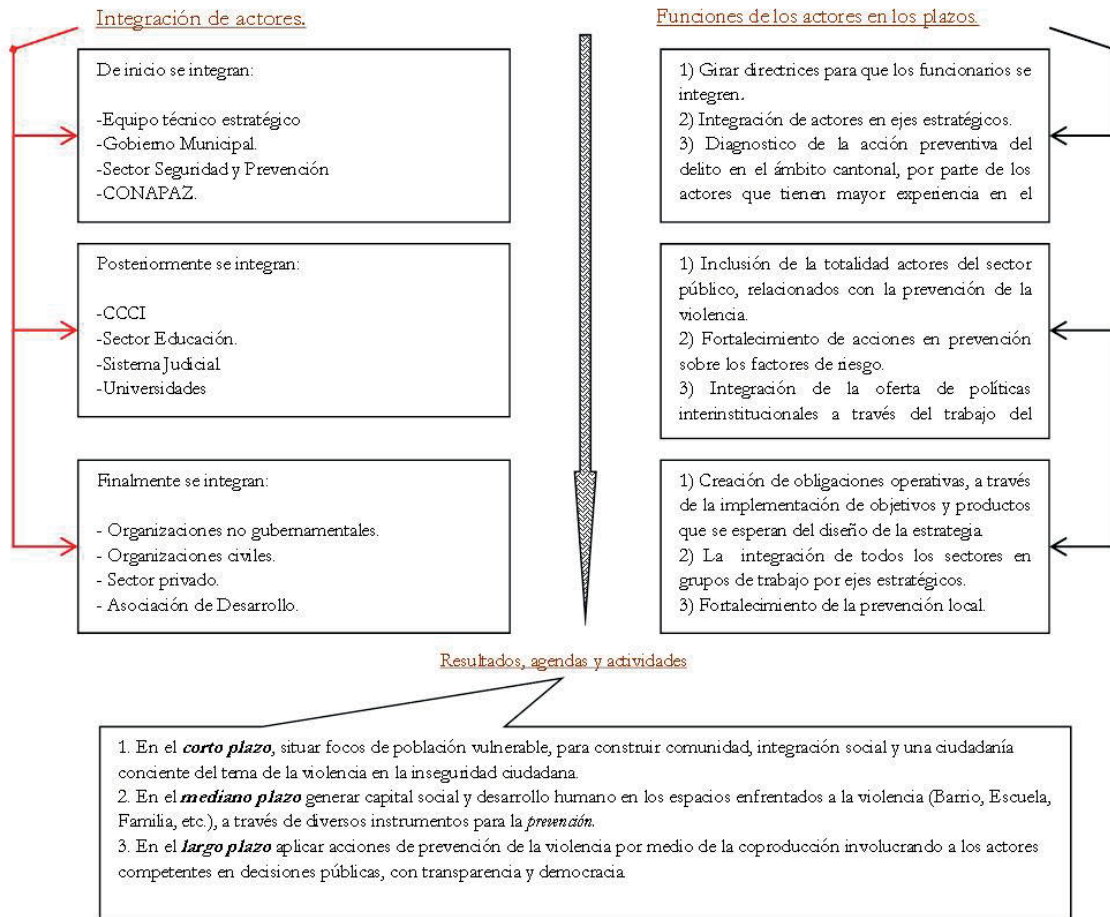 Integración de actores.
De inicio se integran:
-Equipo técnico estratégico
-Gobierno Municipal.
-Sector Seguridad y Prevención
-CONAPAZ.
Posteriormente se integran:
-CCCI
-Sector Educación.
-Sistema Judicial
-Universidades
Finalmente se integran:
- Organizaciones no gubernamentales.
- Organizaciones civiles.
- Sector privado.
- Asociación de Desarrollo.
Funciones de los actores en los plazos.
1) Girar directrices para que los funcionarios se
integren.
2) Integración de actores en ejes estratégicos.
3) Diagnostico de la acción preventiva del
delito en el ámbito cantonal, por parte de los
actores que tienen mayor experiencia en el
1) Inclusión de la totalidad actores del sector
público, relacionados con la prevención de la
violencia.
2) Fortalecimiento de acciones en prevención
sobre los factores de riesgo.
3) Integración de la oferta de políticas
interinstitucionales a través del trabajo del
1) Creación de obligaciones operativas, a través
de la implementación de objetivos y productos
que se esperan del diseño de la estrategia
2) La integración de todos los sectores en
grupos de trabajo por ejes estratégicos.
3) Fortalecimiento de la prevención local.
Resultados, agendas y actividades
1. En el corto plazo, situar focos de población vulnerable, para construir comunidad, integración social y una ciudadanía
conciente del tema de la violencia en la inseguridad ciudadana.
2. En el mediano plazo generar capital social y desarrollo humano en los espacios enfrentados a la violencia (Barrio, Escuela,
Familia, etc.), a través de diversos instrumentos para la prevención.
3. En el largo plazo aplicar acciones de prevención de la violencia por medio de la coproducción involucrando a los actores
competentes en decisiones públicas, con transparencia y democracia